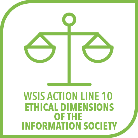 WSIS ACTION LINE 10
ETHICAL DIMENSIONS
OF THE
INFORMATION SOCIETY